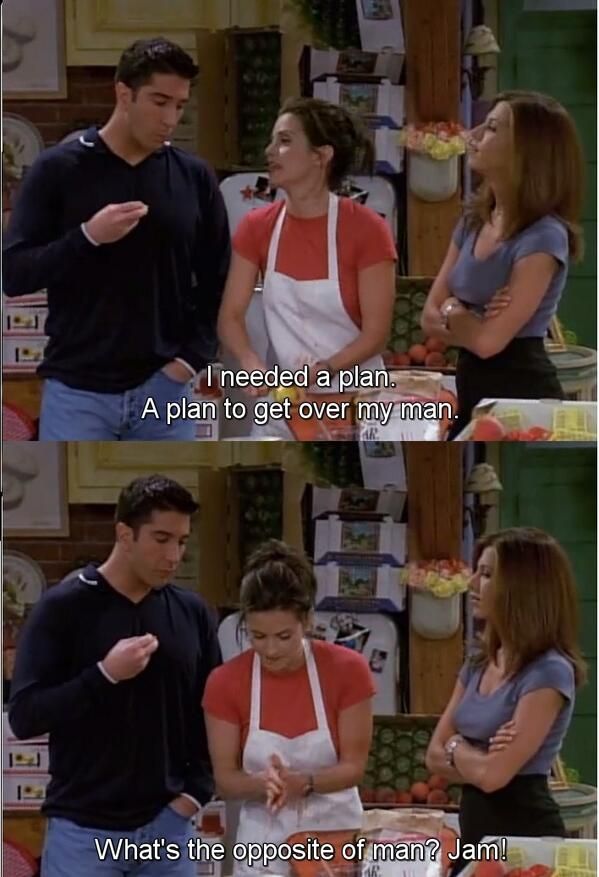 I needed a plan.
A plan to get over my man.
What's the opposite of man? Jam!